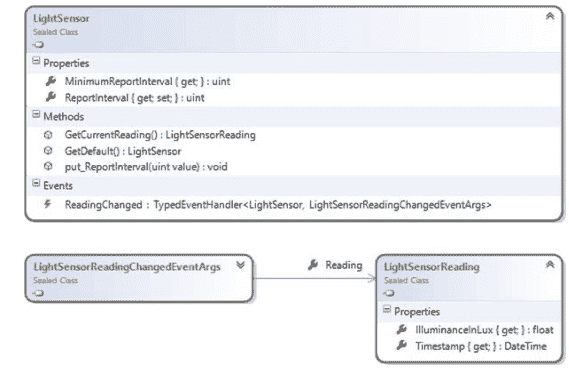 LightSensor
Sealed Class
Properties
MinimumReportInterval { get; } : uint
ReportInterval { get; set; } : uint
Methods
GetCurrentReading() : LightSensorReading
GetDefault() : LightSensor
put_ReportInterval(uint value) : void
Events
ReadingChanged : TypedEventHandler<LightSensor, LightSensorReadingChangedEventArgs>
LightSensorReadingChangedEventArgs
Sealed Class
Reading
LightSensorReading
Sealed Class
Properties
IlluminanceInLux { get; } : float
Timestamp { get; } : DateTime